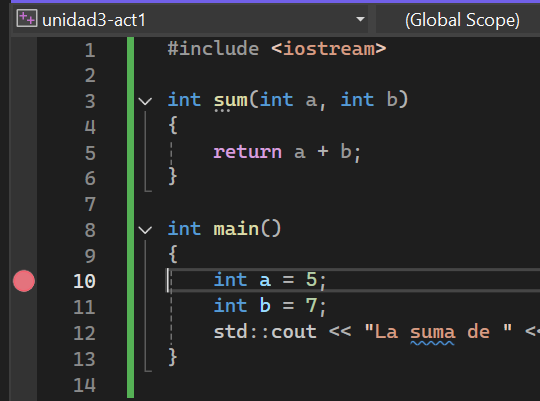 unidad3-act1 (Global Scope)
1 #include <iostream>
2
3 int sum(int a, int b)
4 {
5 return a + b;
6 }
7
8 int main()
9 {
10 int a = 5;
11 int b = 7;
12 std::cout << "La suma de " <<
13 }
14